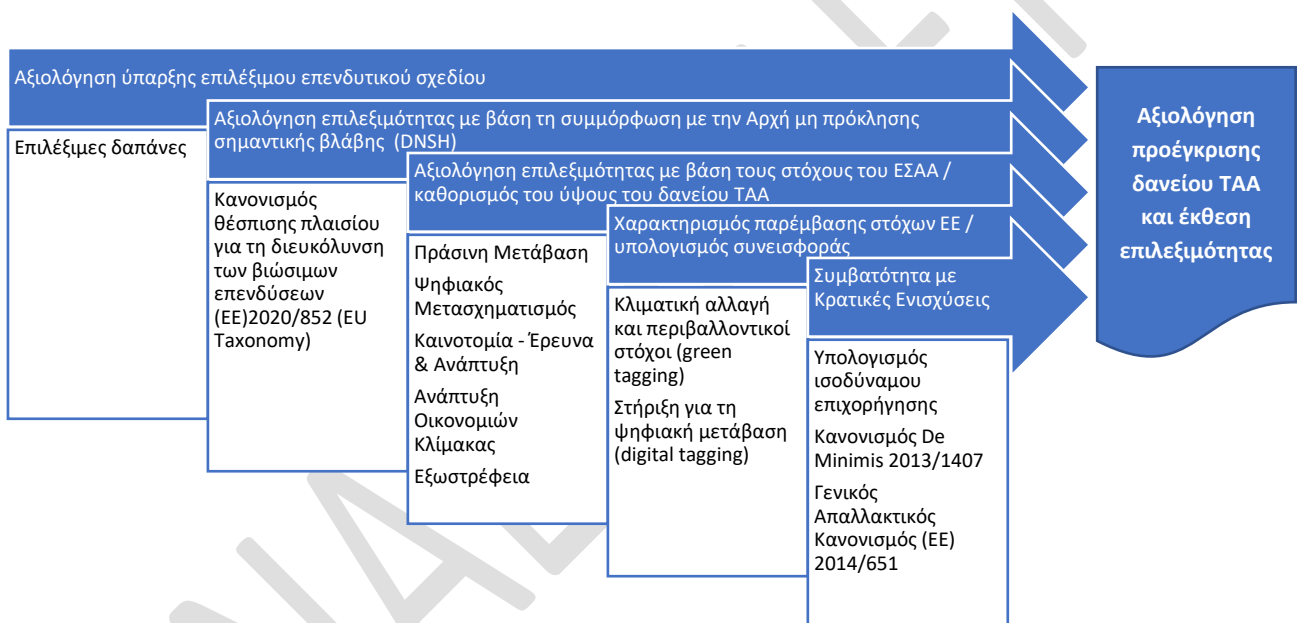 Αξιολόγηση ύπαρξης επιλέξιμου επενδυτικού σχεδίου
Επιλέξιμες δαπάνες
Αξιολόγηση επιλεξιμότητας με βάση τη συμμόρφωση με την Αρχή μη πρόκλησης
σημαντικής βλάβης (DNSH)
Κανονισμός
θέσπισης πλαισίου
για τη διευκόλυνση
των βιώσιμων
επενδύσεων
(ΕΕ)2020/852 (EU
Taxonomy)
Αξιολόγηση επιλεξιμότητας με βάση τους στόχους του ΕΣΑΑ /
καθορισμός του ύψους του δανείου ΤΑΑ
Πράσινη Μετάβαση
Ψηφιακός
Μετασχηματισμός
Καινοτομία - Έρευνα
& Ανάπτυξη
Ανάπτυξη
Οικονομιών
Κλίμακας
Εξωστρέφεια
Χαρακτηρισμός παρέμβασης στόχων ΕΕ /
υπολογισμός συνεισφοράς
Κλιματική αλλαγή
και περιβαλλοντικοί
στόχοι (green
tagging)
Στήριξη για τη
ψηφιακή μετάβαση
(digital tagging)
Συμβατότητα με
Κρατικές Ενισχύσεις
Υπολογισμός
ισοδύναμου
επιχορήγησης
Κανονισμός De
Minimis 2013/1407
Γενικός
Απαλλακτικός
Κανονισμός (ΕΕ)
2014/651
Αξιολόγηση
προέγκρισης
δανείου ΤΑΑ
και έκθεση
επιλεξιμότητας